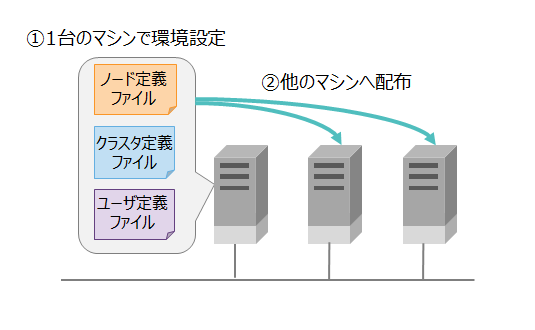 ①1台のマシンで環境設定
②他のマシンへ配布
ノード定義
ファイル
クラスタ定義
ファイル
ユーザ定義
ファイル